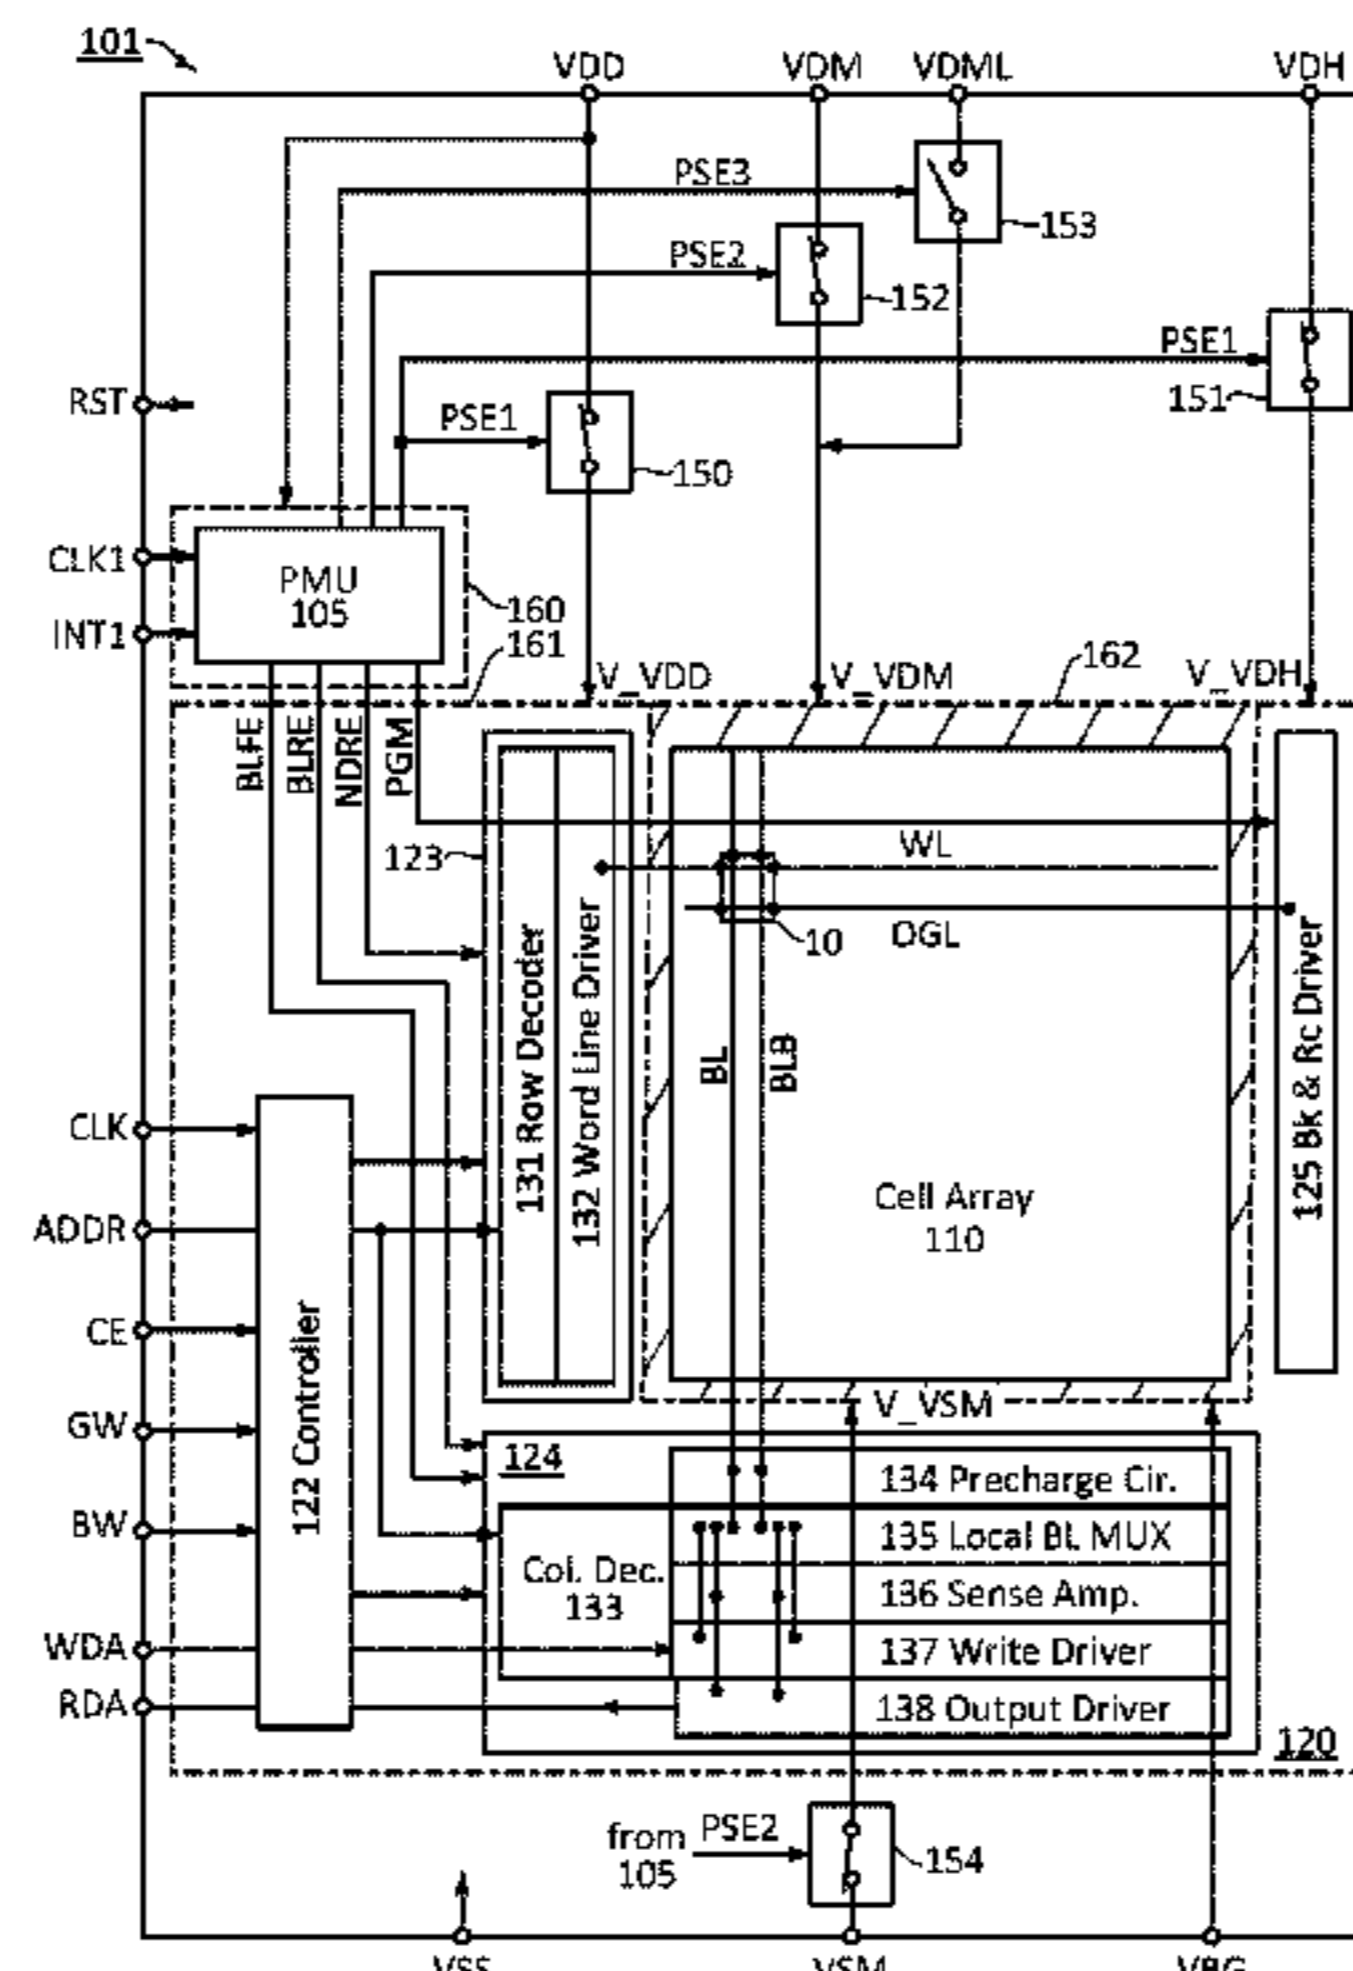 101
VDD
VDM
VDML
VDH
PSE3
153
PSE2
152
PSE1
151
RST
PSE1
150
CLK1
PMU
105
160
INT1
161
V_VDD
V_VDM
162
V_VDH
BLFE
BLRE
NDRE
PGM
123
WL
OGL
10
131 Row Decoder
132 Word Line Driver
BL
BLB
125 Bk & Rc Driver
CLK
ADDR
Cell Array
110
CE
122 Controller
GW
V_VSM
124
134 Precharge Cir.
BW
135 Local BL MUX
Col. Dec.
133
136 Sense Amp.
WDA
137 Write Driver
RDA
138 Output Driver
120
from
105
PSE2
154
VSS
VSM
VBG